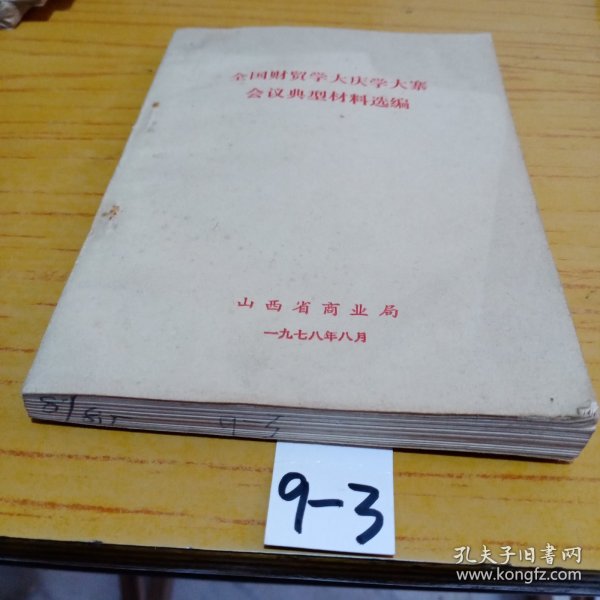 全国财贸学大庆学大寨
会议典型材料选编
山西省商业局
一九七八年八月
9-3
9-3
孔夫子旧书网
www.kongfz.com